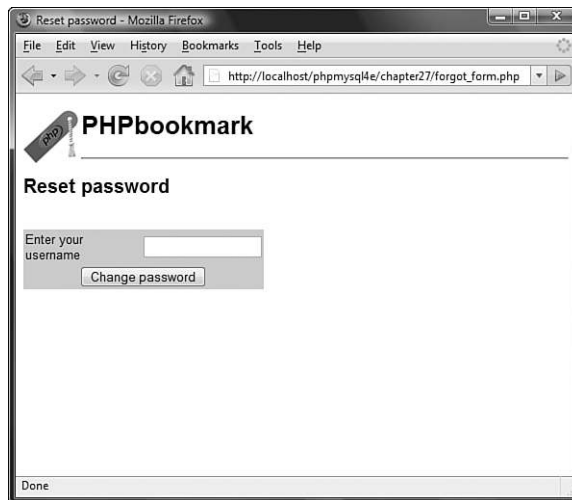 Reset password - Mozilla Firefox
File Edit View History Bookmarks Tools Help
http://localhost/phpmysql4e/chapter27/forgot_form.php
php
PHPbookmark
Reset password
Enter your
username
Change password
Done